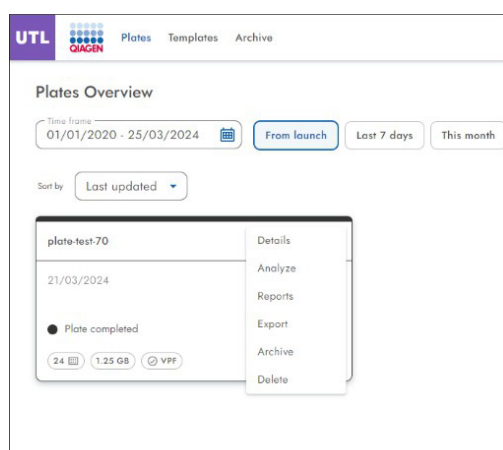 UTL QIAGEN Plates Templates Archive
Plates Overview
Time frame
01/01/2020 - 25/03/2024 From launch Last 7 days This month
Sort by Last updated
plate-test-70
21/03/2024
Plate completed
24 1.25 GB VPF
Details
Analyze
Reports
Export
Archive
Delete